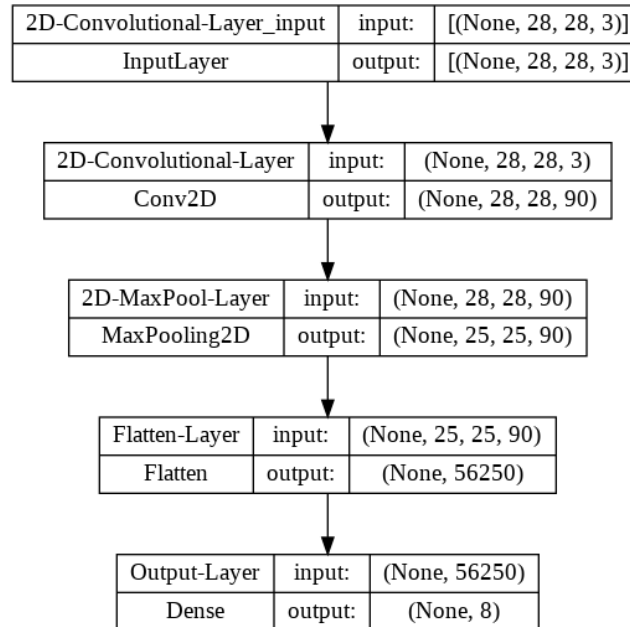 2D-Convolutional-Layer_input input: [(None, 28, 28, 3)]
InputLayer output: [(None, 28, 28, 3)]
2D-Convolutional-Layer input: (None, 28, 28, 3)
Conv2D output: (None, 28, 28, 90)
2D-MaxPool-Layer input: (None, 28, 28, 90)
MaxPooling2D output: (None, 25, 25, 90)
Flatten-Layer input: (None, 25, 25, 90)
Flatten output: (None, 56250)
Output-Layer input: (None, 56250)
Dense output: (None, 8)